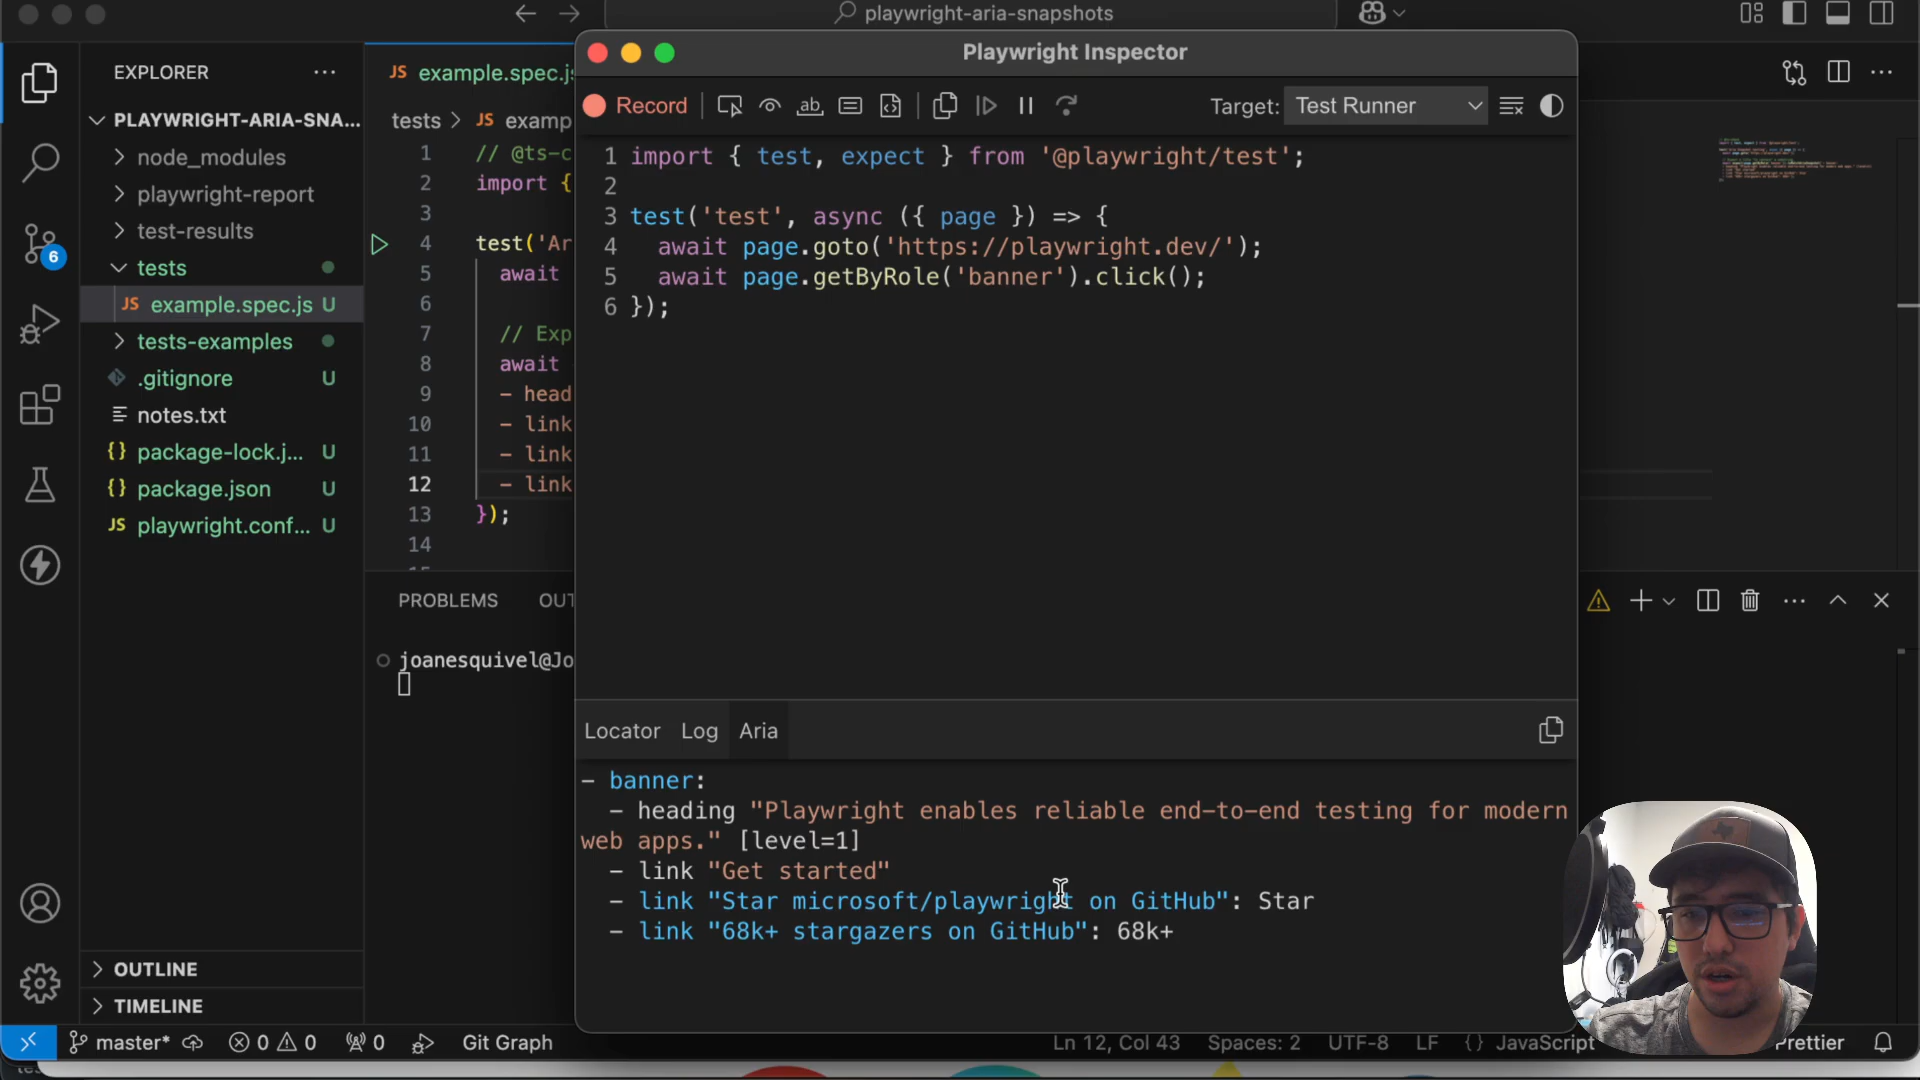 playwright-aria-snapshots
EXPLORER
PLAYWRIGHT-ARIA-SNA...
node_modules
playwright-report
test-results
tests
JS example.spec.js U
tests-examples
.gitignore U
notes.txt
{} package-lock.j... U
{} package.json U
JS playwright.conf... U
6
OUTLINE
TIMELINE
JS example.spec.js
tests > JS examp
1 // @ts-c
2 import {
3
4 test('Ar
5 await
6
7 // Exp
8 await
9 - head
10 - link
11 - link
12 - link
13 });
14
PROBLEMS OUT
joanesquivel@Jo
Playwright Inspector
Record ab Target: Test Runner
1 import { test, expect } from '@playwright/test';
2
3 test('test', async ({ page }) => {
4 await page.goto('https://playwright.dev/');
5 await page.getByRole('banner').click();
6 });
Locator Log Aria
- banner:
- heading "Playwright enables reliable end-to-end testing for modern
web apps." [level=1]
- link "Get started"
- link "Star microsoft/playwright on GitHub": Star
- link "68k+ stargazers on GitHub": 68k+
master* 0 0 0 Git Graph Ln 12, Col 43 Spaces: 2 UTF-8 LF {} JavaScript Prettier